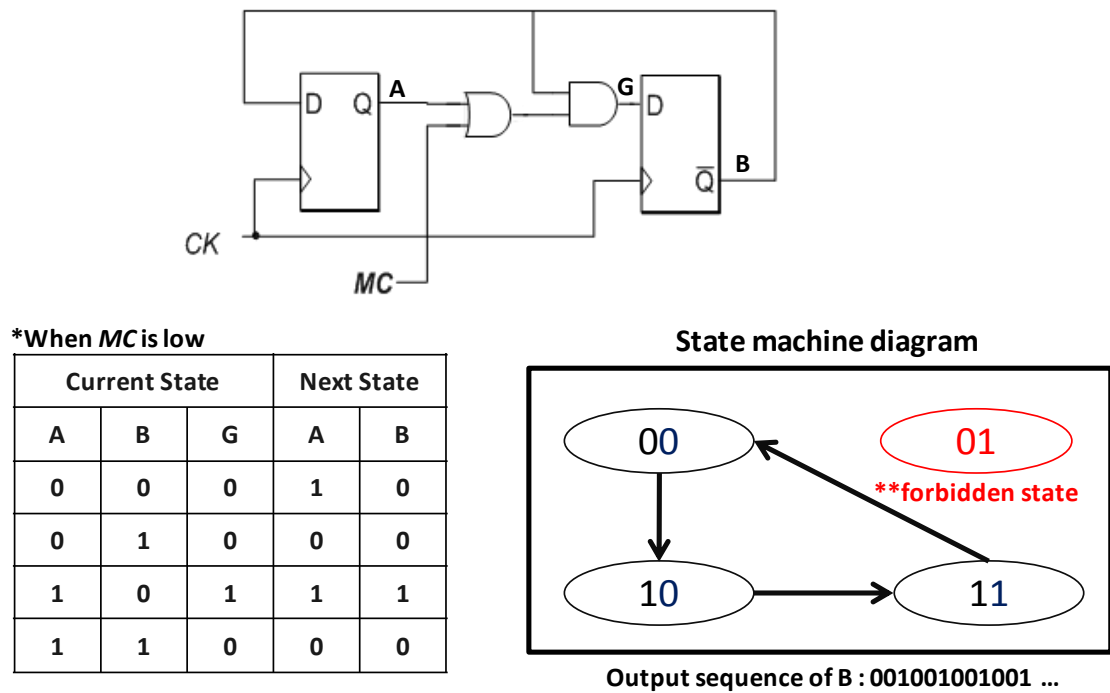 D Q A
G
D
Q̅ B
CK
MC
*When MC is low
Current State Next State
A B G A B
0 0 0 1 0
0 1 0 0 0
1 0 1 1 1
1 1 0 0 0
State machine diagram
00 01
**forbidden state
10 11
Output sequence of B : 001001001001 ...